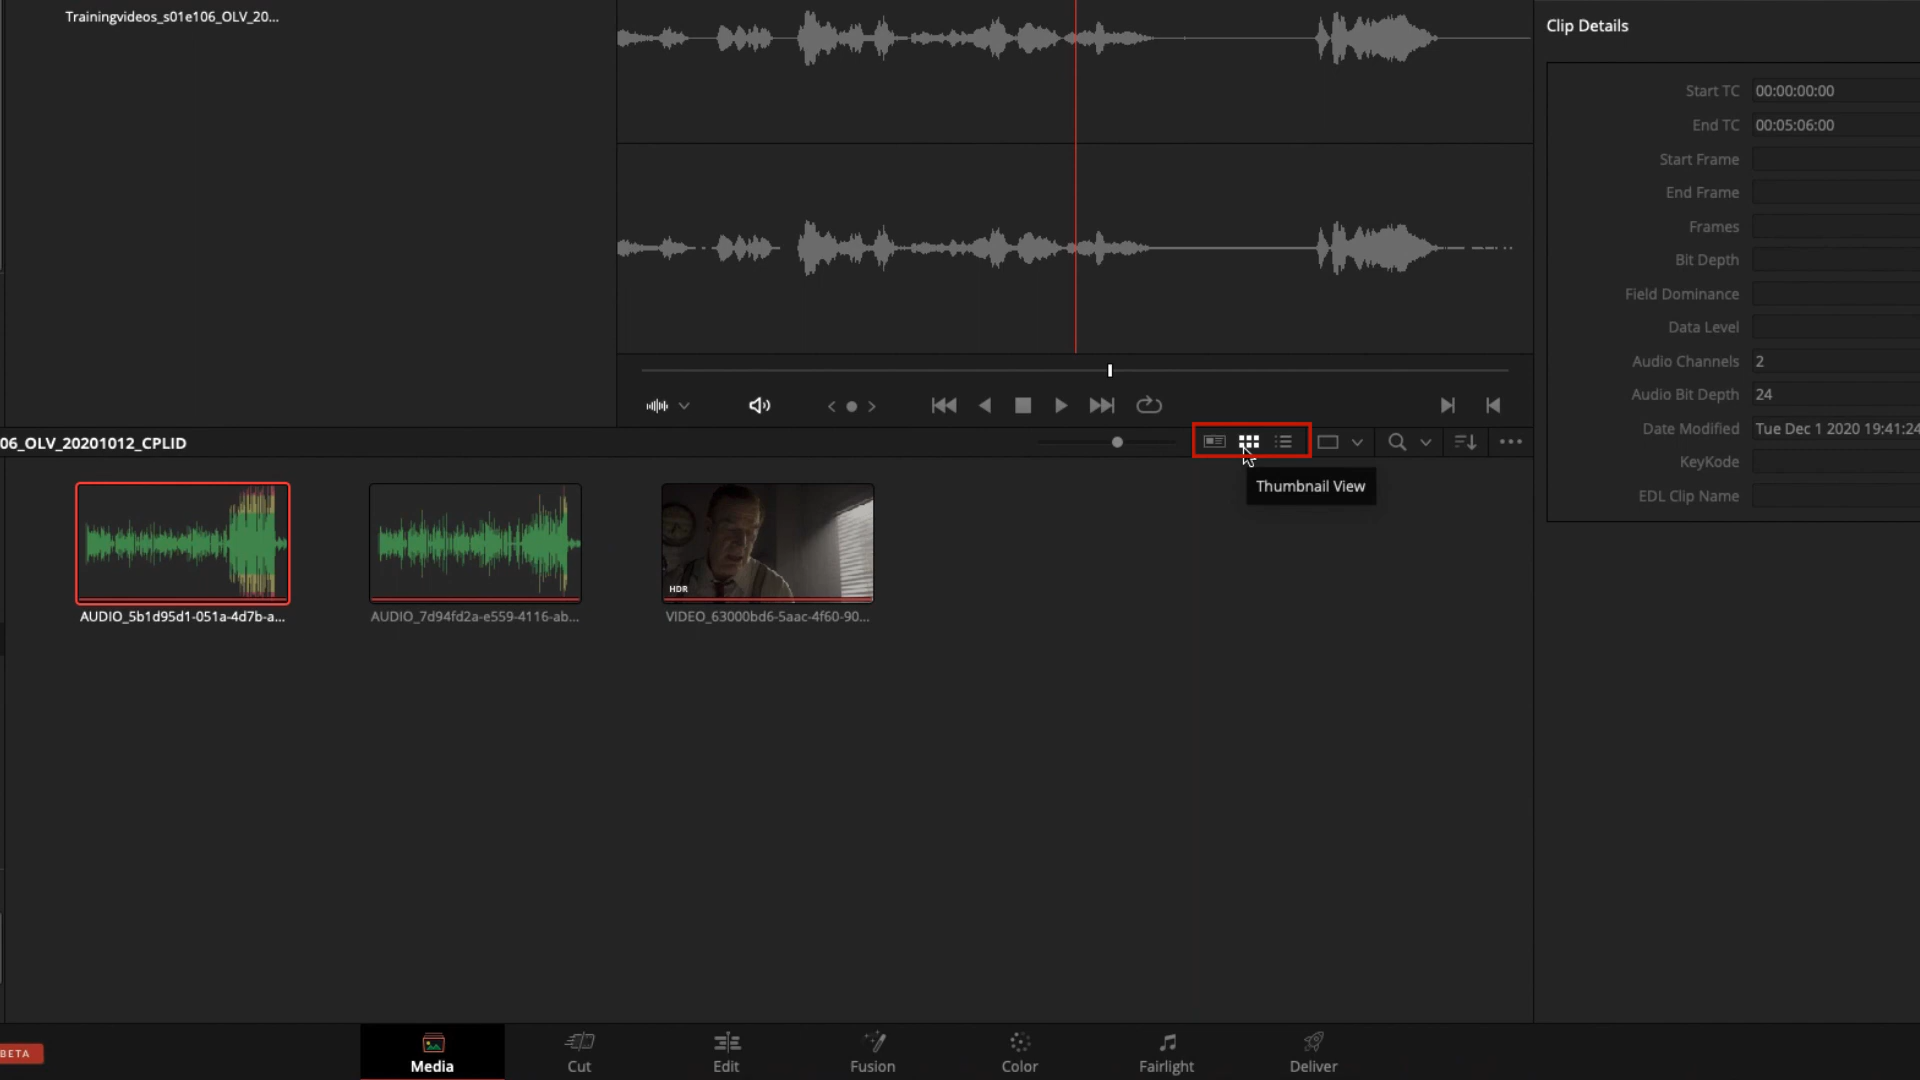 Trainingvideos_s01e106_OLV_20...
Clip Details
Start TC 00:00:00:00
End TC 00:05:06:00
Start Frame
End Frame
Frames
Bit Depth
Field Dominance
Data Level
Audio Channels 2
Audio Bit Depth 24
Date Modified Tue Dec 1 2020 19:41:24
KeyKode
EDL Clip Name
06_OLV_20201012_CPLID
Thumbnail View
HDR
AUDIO_5b1d95d1-051a-4d7b-a...
AUDIO_7d94fd2a-e559-4116-ab...
VIDEO_63000bd6-5aac-4f60-90...
BETA
Media
Cut
Edit
Fusion
Color
Fairlight
Deliver